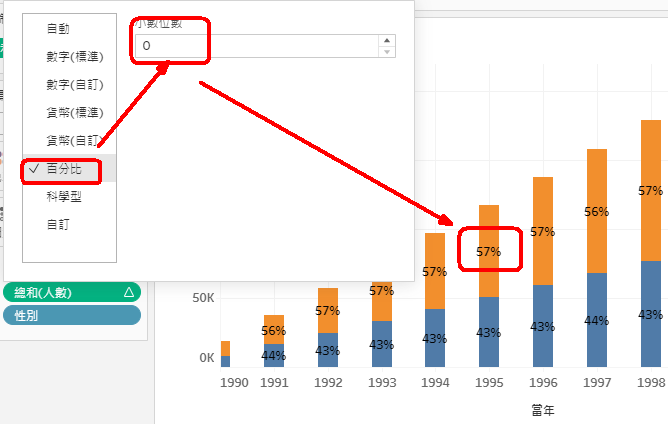 小數位數
0
自動
數字(標準)
數字(自訂)
貨幣(標準)
貨幣(自訂)
百分比
科學型
自訂
總和(人數) △
性別
50K
0K
56%
57%
57%
57%
57%
57%
56%
57%
44%
43%
43%
43%
43%
43%
44%
43%
1990 1991 1992 1993 1994 1995 1996 1997 1998
當年